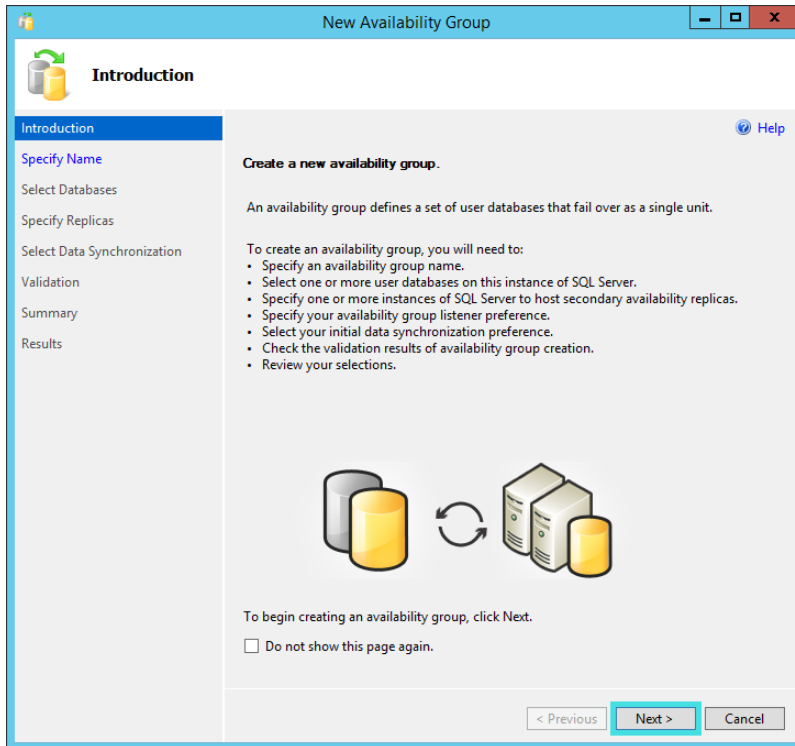 New Availability Group
Introduction
Introduction
Specify Name
Select Databases
Specify Replicas
Select Data Synchronization
Validation
Summary
Results
Help
Create a new availability group.
An availability group defines a set of user databases that fail over as a single unit.
To create an availability group, you will need to:
• Specify an availability group name.
• Select one or more user databases on this instance of SQL Server.
• Specify one or more instances of SQL Server to host secondary availability replicas.
• Specify your availability group listener preference.
• Select your initial data synchronization preference.
• Check the validation results of availability group creation.
• Review your selections.
To begin creating an availability group, click Next.
Do not show this page again.
< Previous
Next >
Cancel